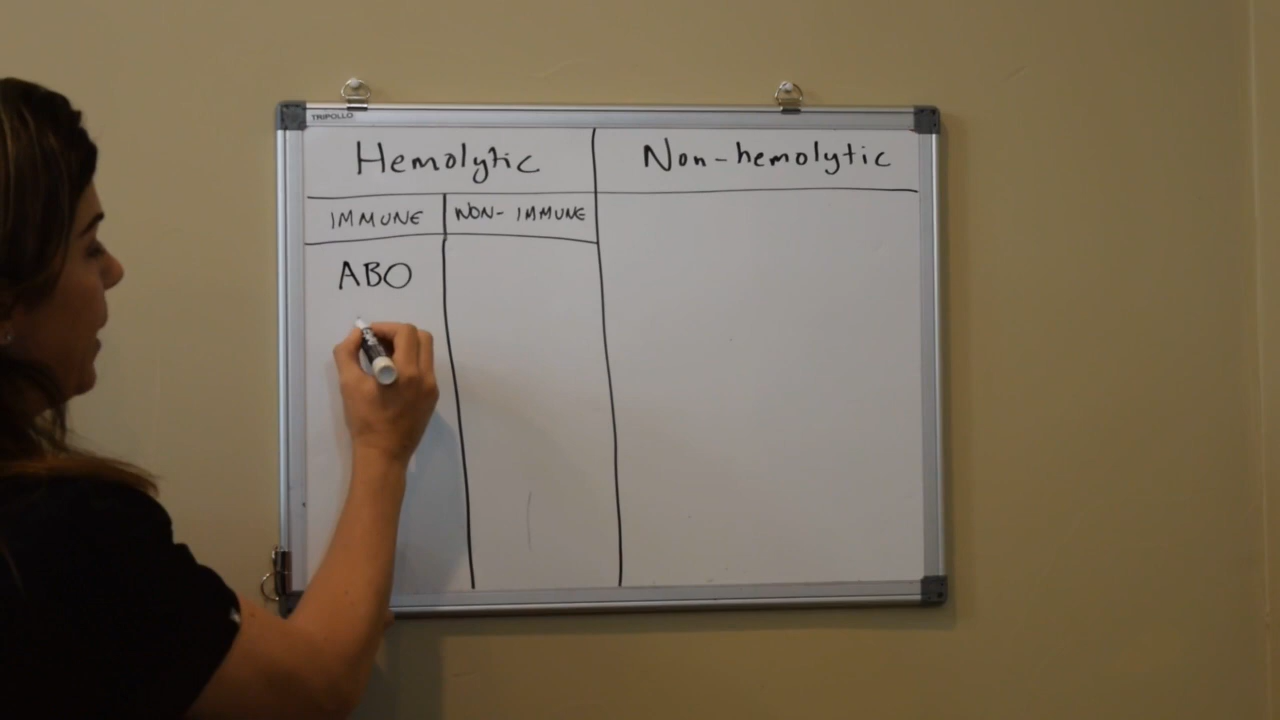 TRIPOLLO
Hemolytic
Non-hemolytic
IMMUNE
NON-IMMUNE
ABO